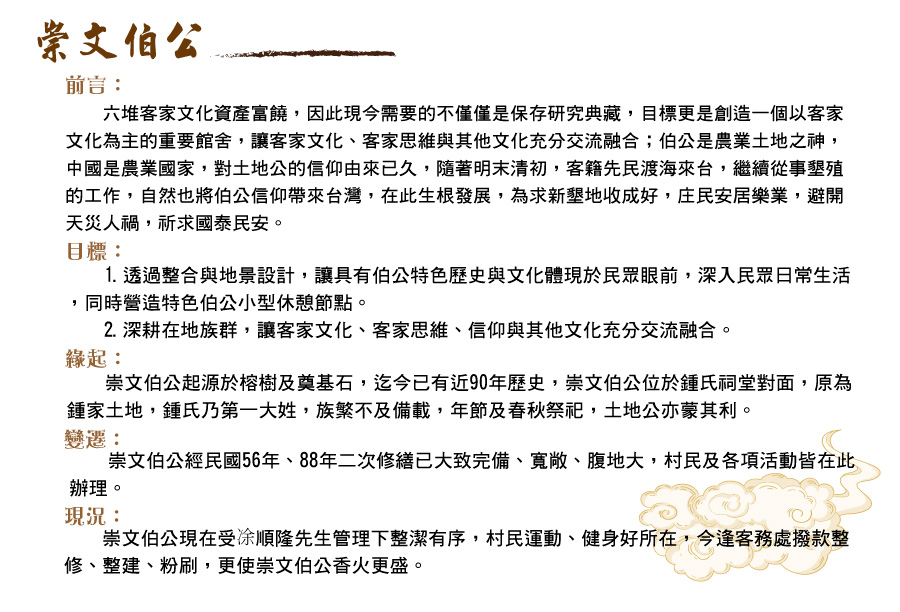 崇文伯公
前言：
六堆客家文化資產富饒，因此現今需要的不僅僅是保存研究典藏，目標更是創造一個以客家
文化為主的重要館舍，讓客家文化、客家思維與其他文化充分交流融合；伯公是農業土地之神，
中國是農業國家，對土地公的信仰由來已久，隨著明末清初，客籍先民渡海來台，繼續從事墾殖
的工作，自然也將伯公信仰帶來台灣，在此生根發展，為求新墾地收成好，庄民安居樂業，避開
天災人禍，祈求國泰民安。
目標：
1. 透過整合與地景設計，讓具有伯公特色歷史與文化體現於民眾眼前，深入民眾日常生活
，同時營造特色伯公小型休憩節點。
2. 深耕在地族群，讓客家文化、客家思維、信仰與其他文化充分交流融合。
緣起：
崇文伯公起源於榕樹及奠基石，迄今已有近90年歷史，崇文伯公位於鍾氏祠堂對面，原為
鍾家土地，鍾氏乃第一大姓，族繁不及備載，年節及春秋祭祀，土地公亦蒙其利。
變遷：
崇文伯公經民國56年、88年二次修繕已大致完備、寬敞、腹地大，村民及各項活動皆在此
辦理。
現況：
崇文伯公現在受涂順隆先生管理下整潔有序，村民運動、健身好所在，今逢客務處撥款整
修、整建、粉刷，更使崇文伯公香火更盛。